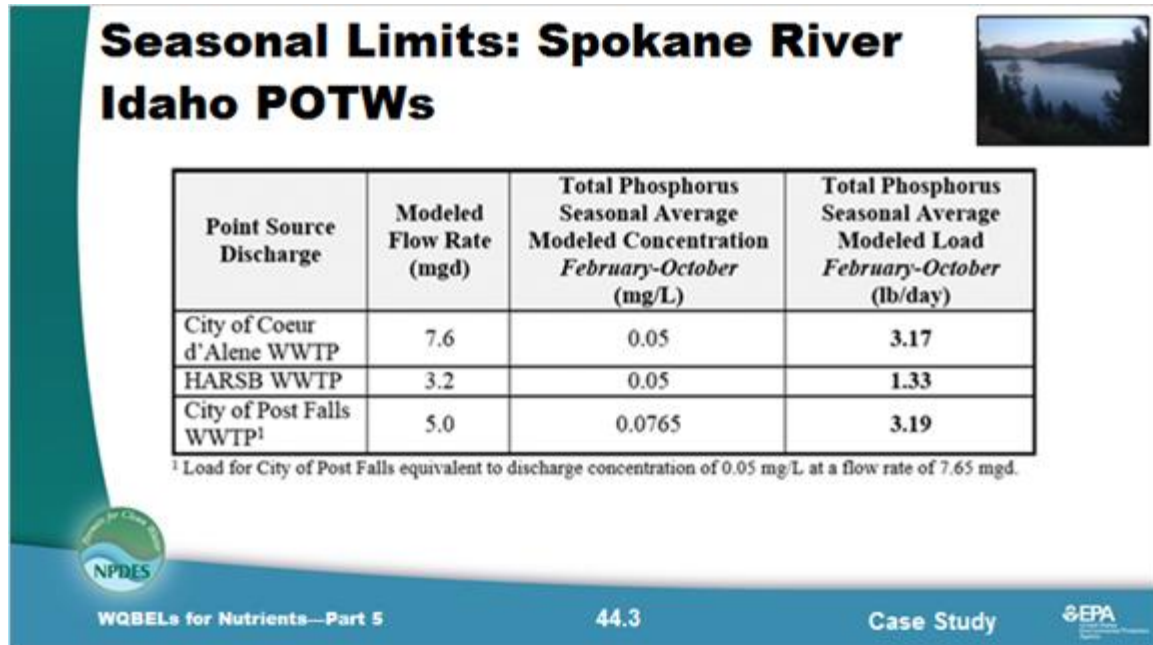 Seasonal Limits: Spokane River
Idaho POTWs
Point Source
Discharge
Modeled
Flow Rate
(mgd)
Total Phosphorus
Seasonal Average
Modeled Concentration
February-October
(mg/L)
Total Phosphorus
Seasonal Average
Modeled Load
February-October
(lb/day)
City of Coeur
d'Alene WWTP
7.6
0.05
3.17
HARSB WWTP
3.2
0.05
1.33
City of Post Falls
WWTP¹
5.0
0.0765
3.19
¹ Load for City of Post Falls equivalent to discharge concentration of 0.05 mg/L at a flow rate of 7.65 mgd.
NPDES
WQBELs for Nutrients—Part 5
44.3
Case Study
EPA